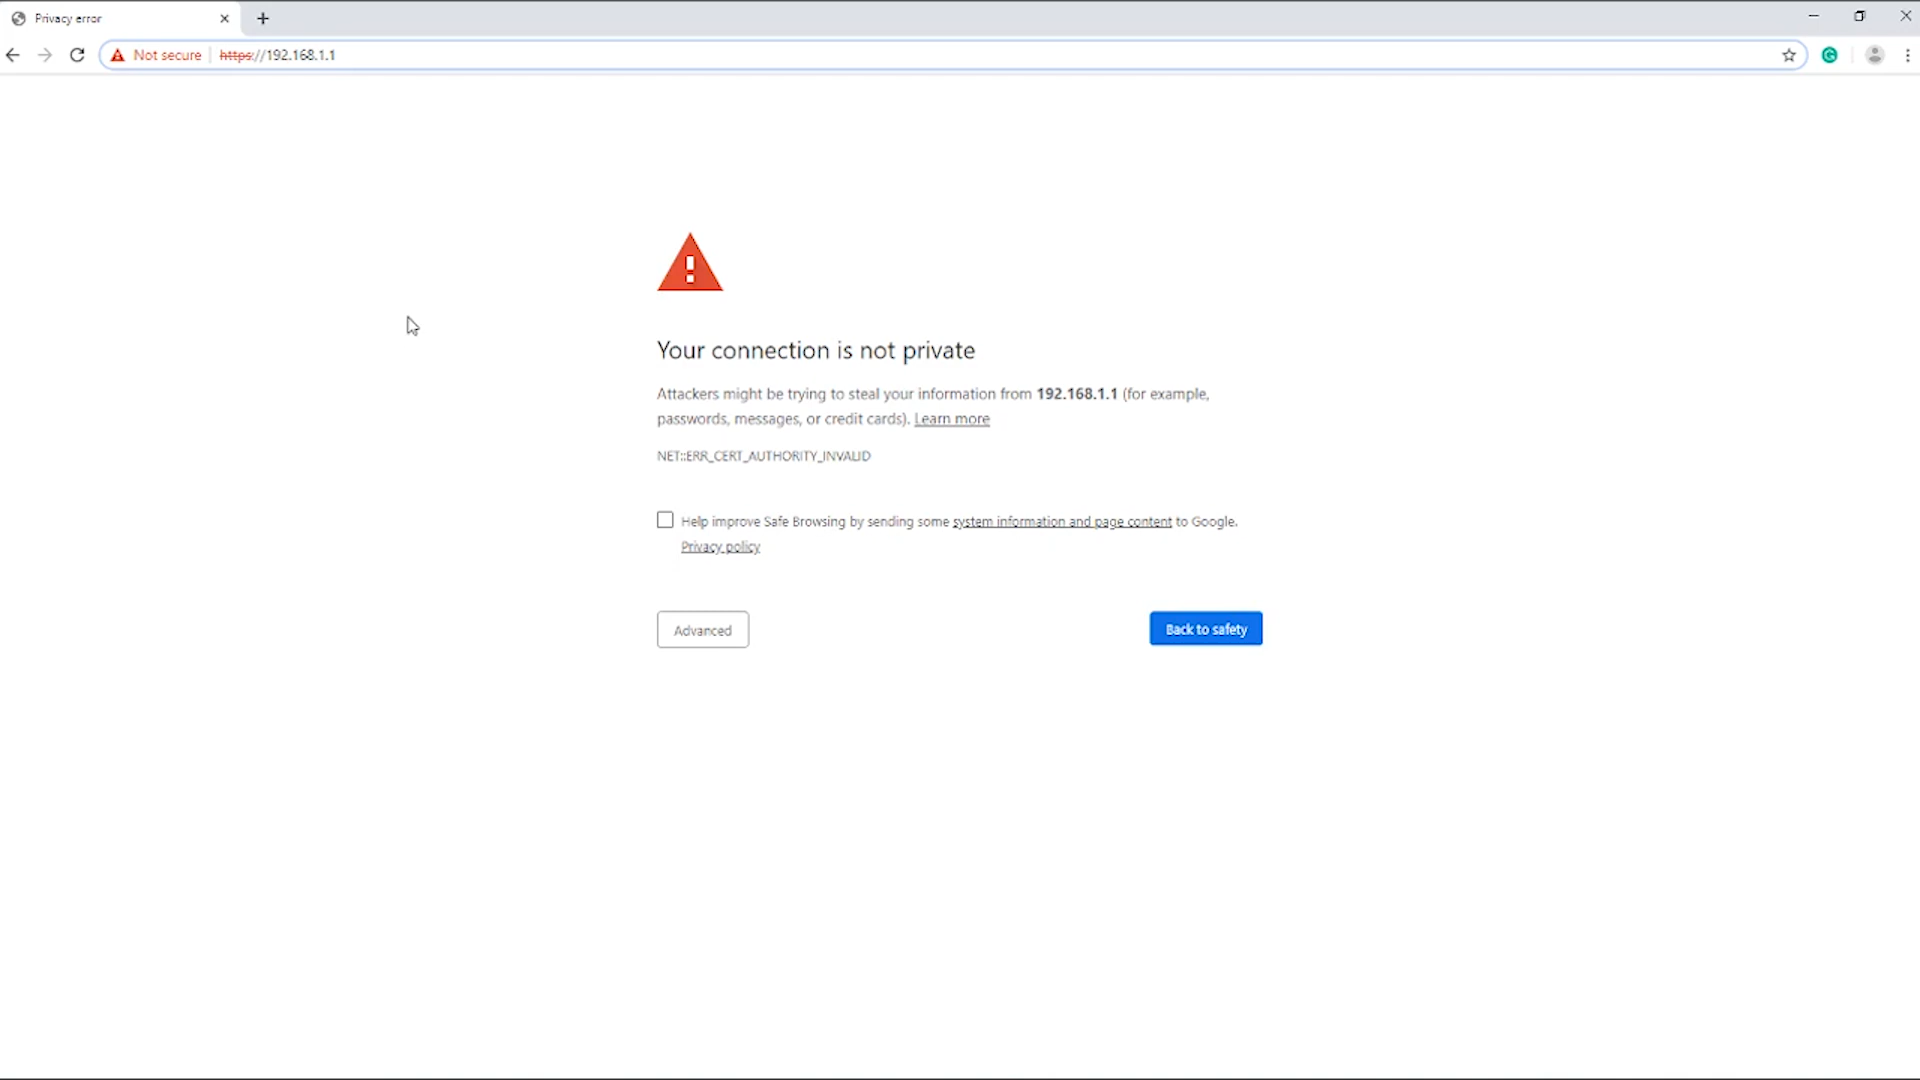 Privacy error
Not secure https://192.168.1.1
Your connection is not private
Attackers might be trying to steal your information from 192.168.1.1 (for example,
passwords, messages, or credit cards). Learn more
NET::ERR_CERT_AUTHORITY_INVALID
Help improve Safe Browsing by sending some system information and page content to Google.
Privacy policy
Advanced
Back to safety